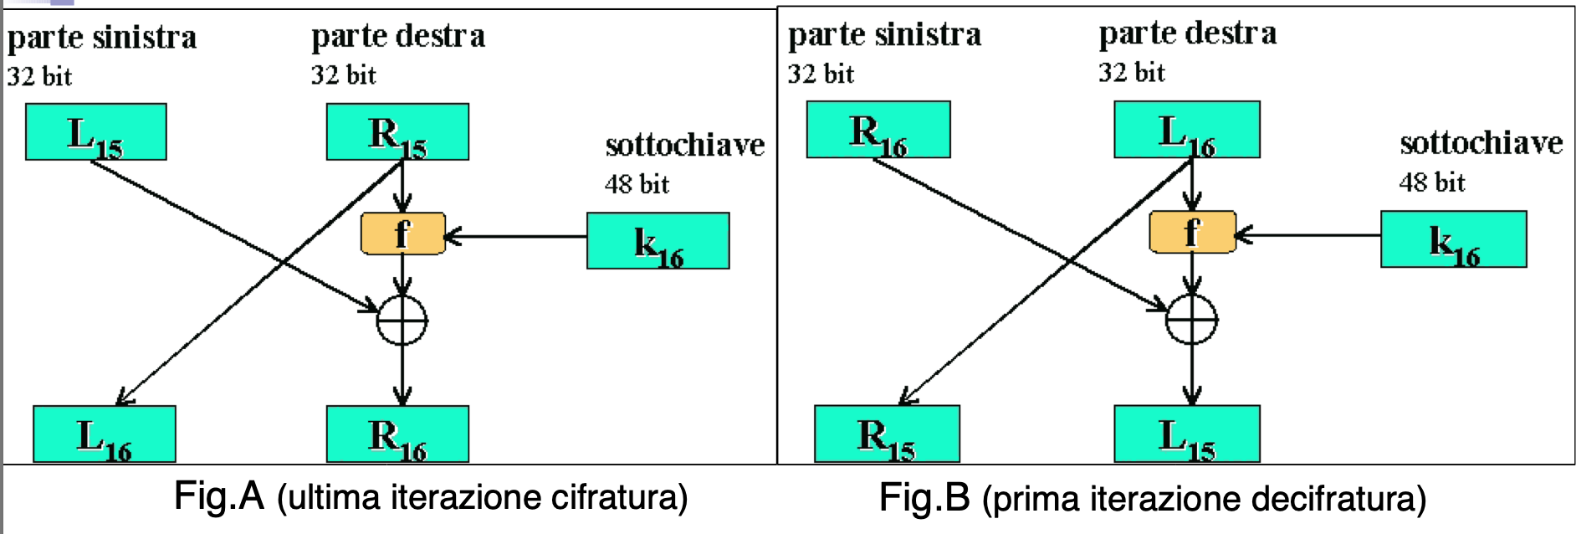 parte sinistra
32 bit
parte destra
32 bit
L15
R15
sottochiave
48 bit
f
k16
L16
R16
Fig.A (ultima iterazione cifratura)
parte sinistra
32 bit
parte destra
32 bit
R16
L16
sottochiave
48 bit
f
k16
R15
L15
Fig.B (prima iterazione decifratura)